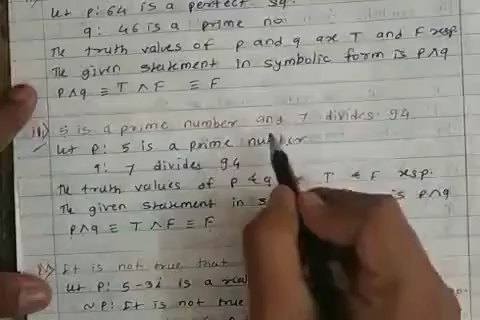 Let p: 64 is a perfect sq.
q: 46 is a prime no.
The truth values of p and q are T and F resp.
The given statement in symbolic form is p∧q
p∧q ≡ T∧F ≡ F
iii) 5 is a prime number and 7 divides 94
Let p: 5 is a prime number.
q: 7 divides 94
The truth values of p & q T & F resp.
The given statement in is p∧q
p∧q ≡ T∧F ≡ F
It is not true that
Let p: 5-3i is a
~p: It is not true